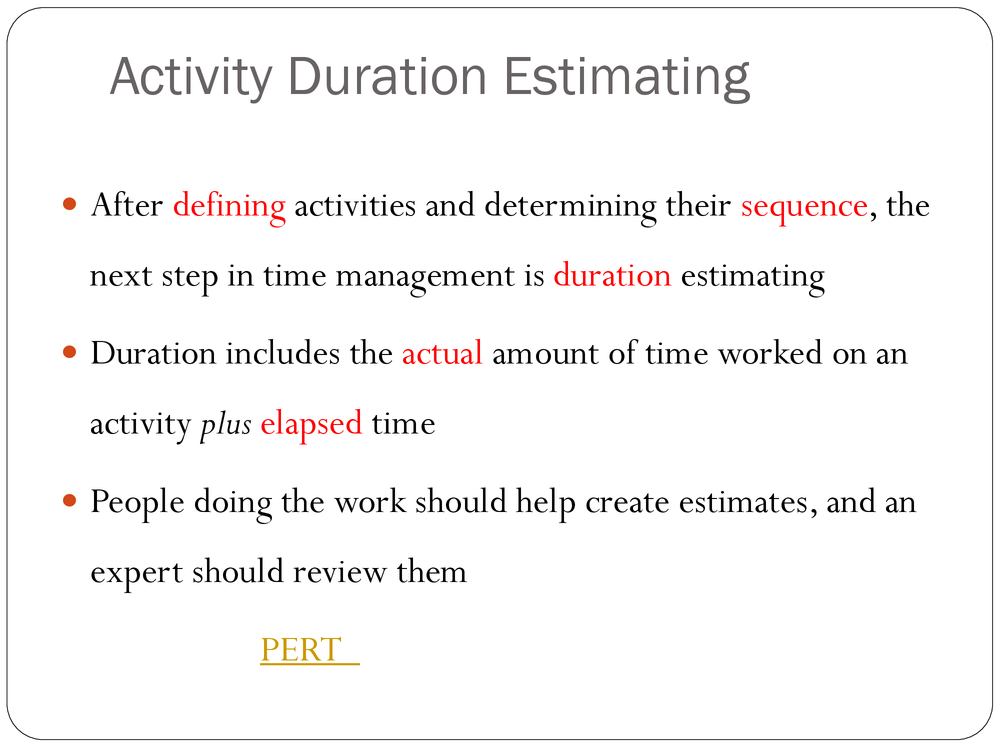 Activity Duration Estimating
• After defining activities and determining their sequence, the
next step in time management is duration estimating
• Duration includes the actual amount of time worked on an
activity plus elapsed time
• People doing the work should help create estimates, and an
expert should review them
PERT